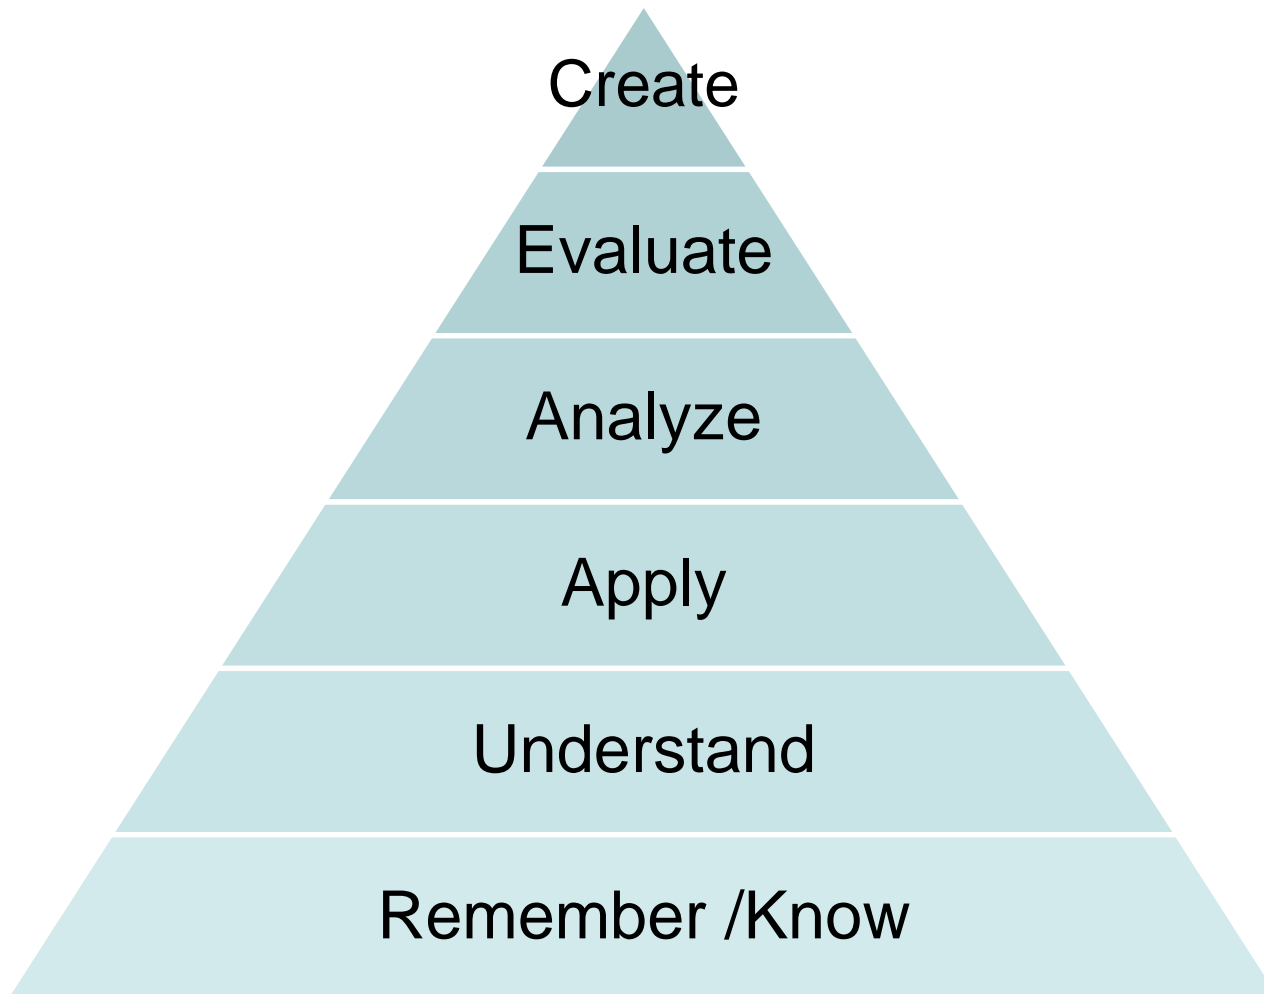 Create
Evaluate
Analyze
Apply
Understand
Remember /Know